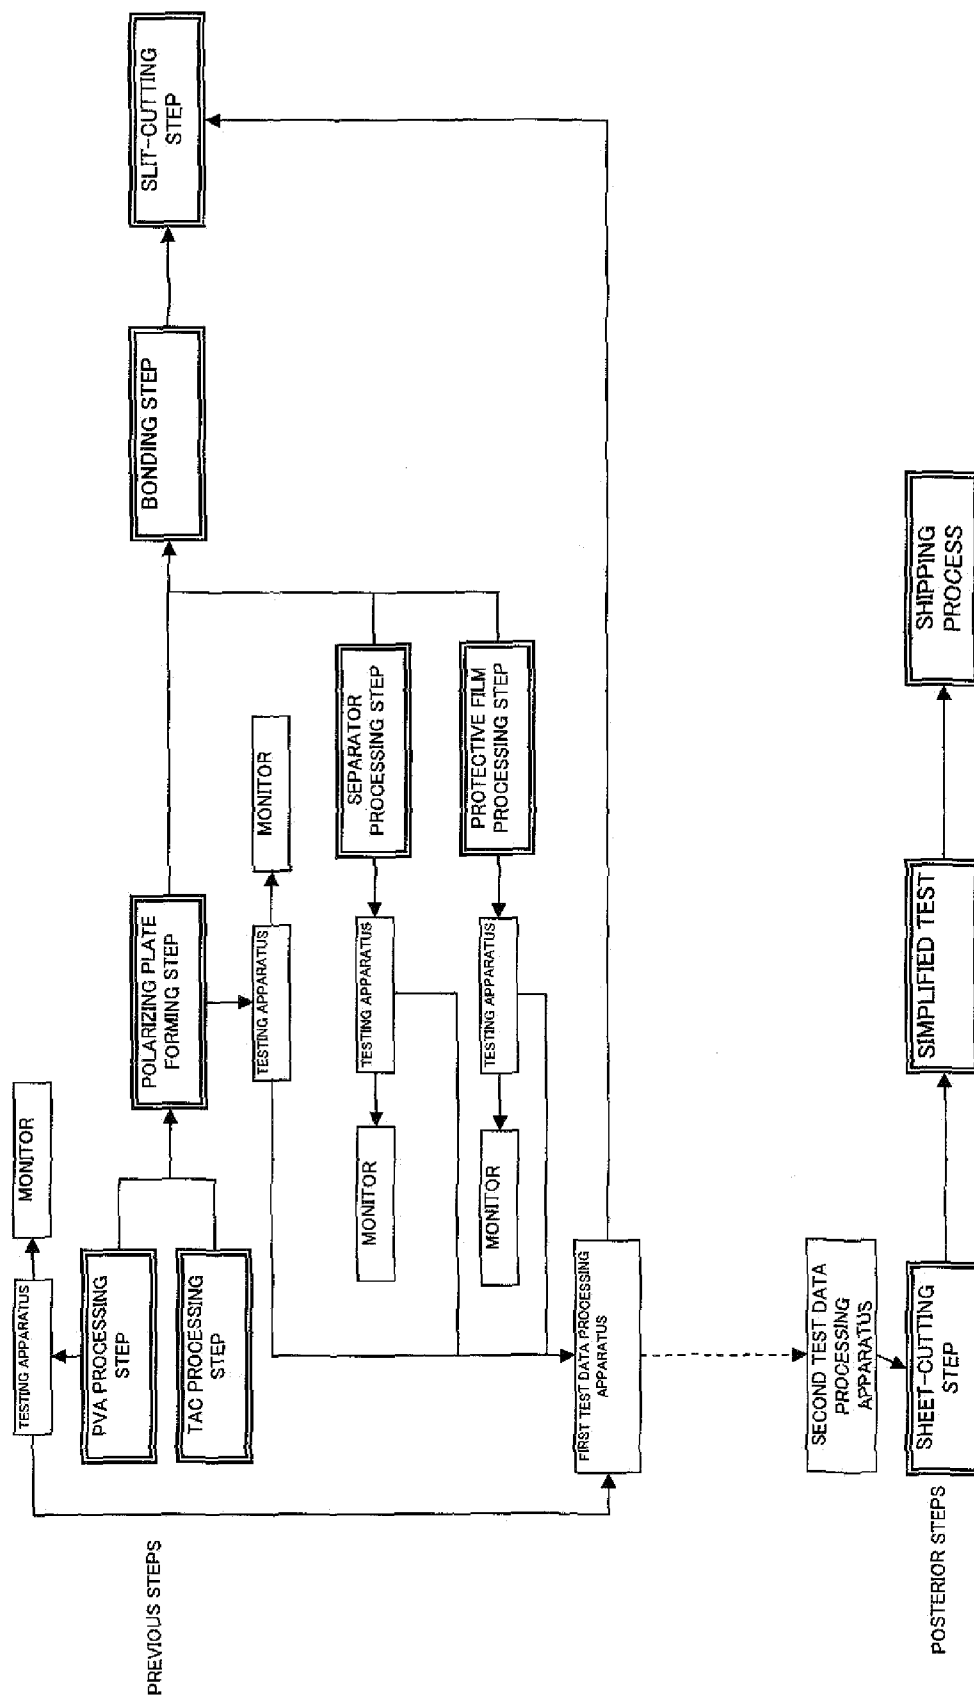 PREVIOUS STEPS
TESTING APPARATUS
MONITOR
PVA PROCESSING
STEP
TAC PROCESSING
STEP
POLARIZING PLATE
FORMING STEP
BONDING STEP
SLIT-CUTTING
STEP
TESTING APPARATUS
MONITOR
MONITOR
TESTING APPARATUS
SEPARATOR
PROCESSING STEP
MONITOR
TESTING APPARATUS
PROTECTIVE FILM
PROCESSING STEP
FIRST TEST DATA PROCESSING
APPARATUS
SECOND TEST DATA
PROCESSING
APPARATUS
POSTERIOR STEPS
SHEET-CUTTING
STEP
SIMPLIFIED TEST
SHIPPING
PROCESS